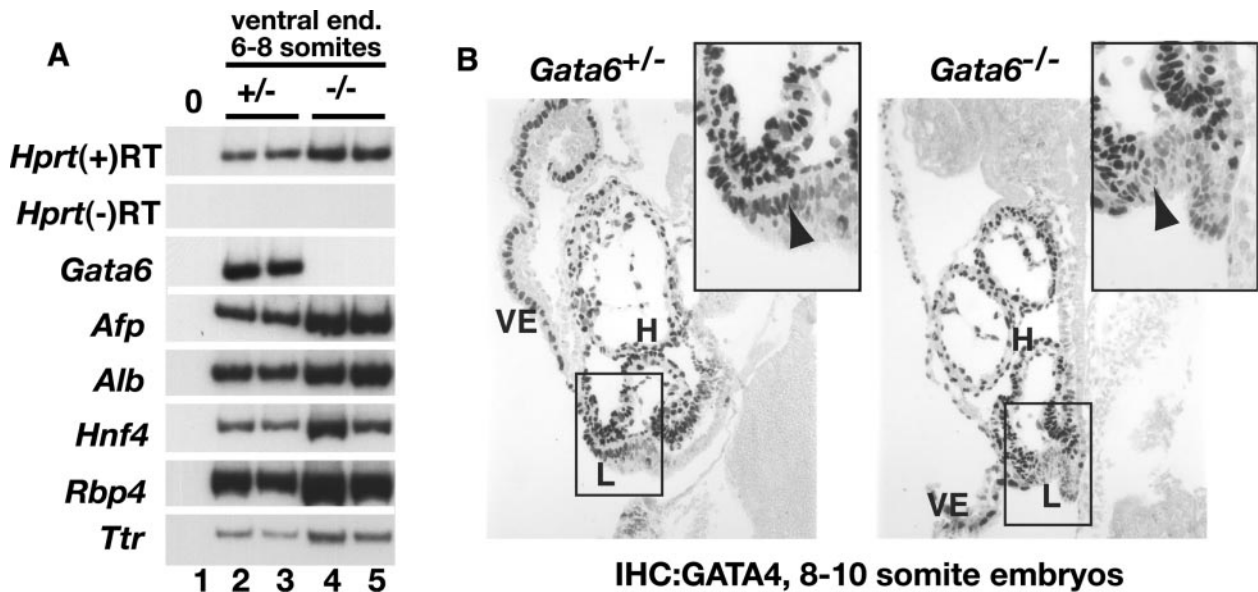 A
ventral end.
6-8 somites
0 +/- -/-
Hprt(+)RT
Hprt(-)RT
Gata6
Afp
Alb
Hnf4
Rbp4
Ttr
1 2 3 4 5
B
Gata6+/- Gata6-/-
VE H L
H VE L
IHC:GATA4, 8-10 somite embryos